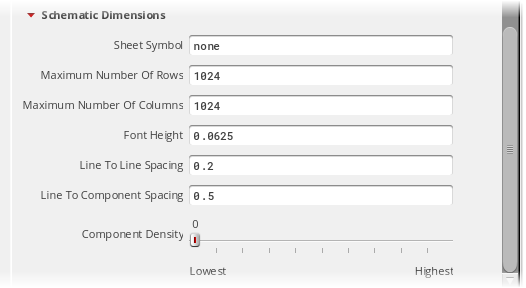 Schematic Dimensions
Sheet Symbol none
Maximum Number Of Rows 1024
Maximum Number Of Columns 1024
Font Height 0.0625
Line To Line Spacing 0.2
Line To Component Spacing 0.5
0
Component Density
Lowest Highest